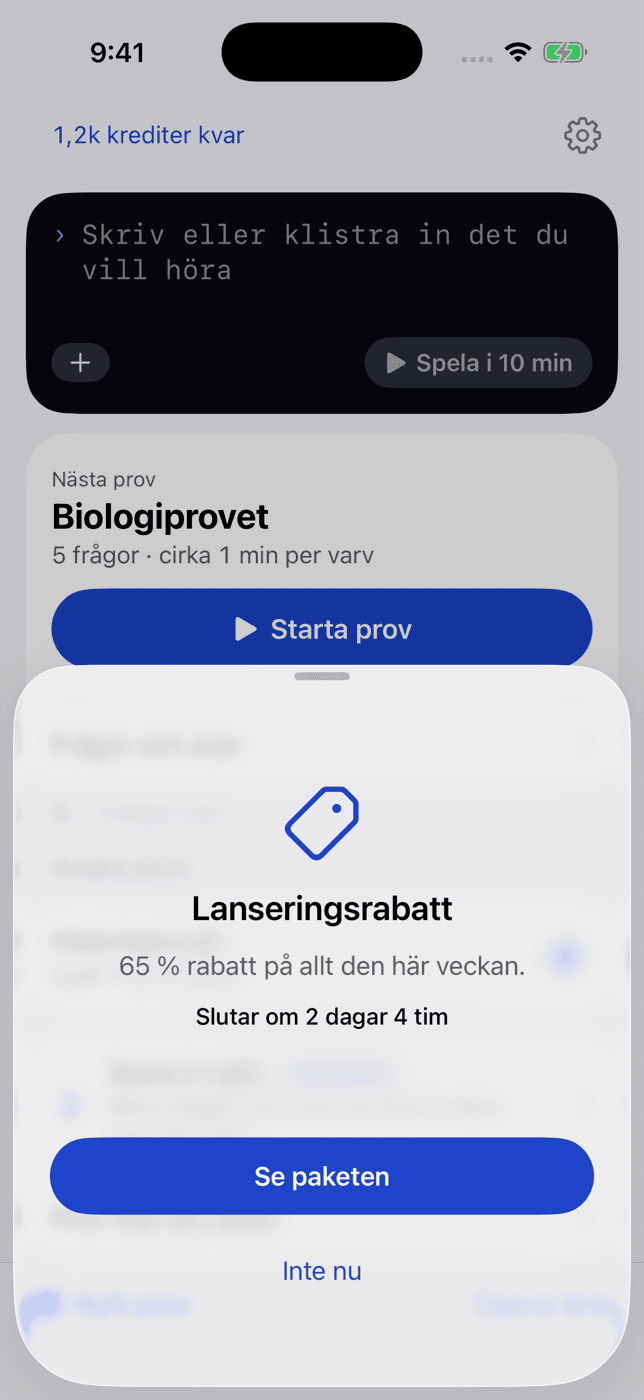 9:41
1,2k krediter kvar
› Skriv eller klistra in det du
vill höra
Spela i 10 min
Nästa prov
Biologiprovet
5 frågor · cirka 1 min per varv
Starta prov
Lanseringsrabatt
65 % rabatt på allt den här veckan.
Slutar om 2 dagar 4 tim
Se paketen
Inte nu